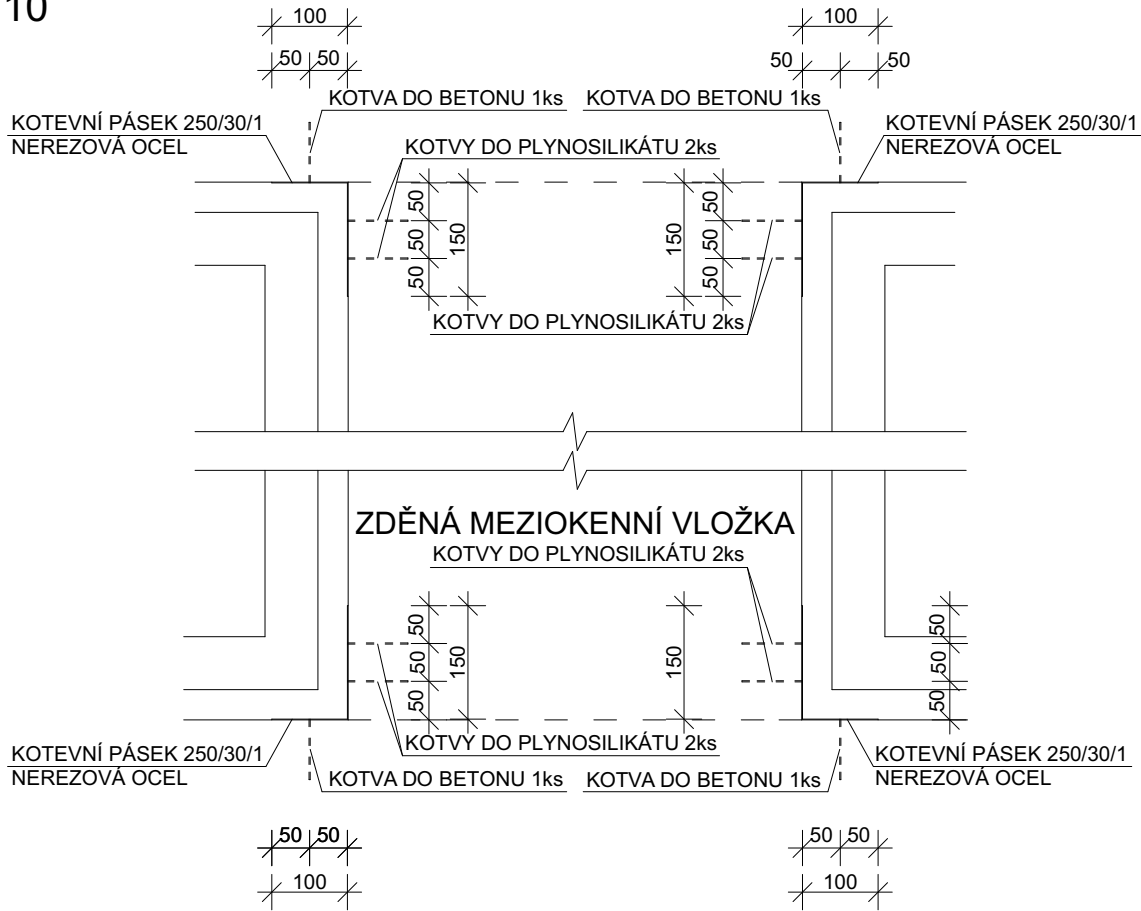 10
100
100
50
50
50
50
KOTVA DO BETONU 1ks
KOTVA DO BETONU 1ks
KOTEVNÍ PÁSEK 250/30/1
NEREZOVÁ OCEL
KOTEVNÍ PÁSEK 250/30/1
NEREZOVÁ OCEL
KOTVY DO PLYNOSILIKÁTU 2ks
50
50
50
150
150
50
50
50
KOTVY DO PLYNOSILIKÁTU 2ks
ZDĚNÁ MEZIOKENNÍ VLOŽKA
KOTVY DO PLYNOSILIKÁTU 2ks
50
50
50
150
150
50
50
50
KOTVY DO PLYNOSILIKÁTU 2ks
KOTEVNÍ PÁSEK 250/30/1
NEREZOVÁ OCEL
KOTEVNÍ PÁSEK 250/30/1
NEREZOVÁ OCEL
KOTVA DO BETONU 1ks
KOTVA DO BETONU 1ks
50
50
50
50
100
100